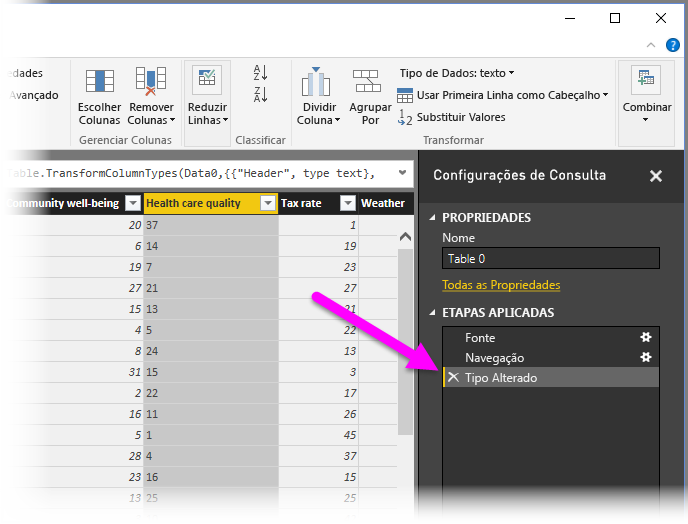 edades
Avançado
Escolher
Colunas
Remover
Colunas
Gerenciar Colunas
Reduzir
Linhas
A
Z
Z
A
Classificar
Dividir
Coluna
Agrupar
Por
Tipo de Dados: texto
Usar Primeira Linha como Cabeçalho
1
2
Substituir Valores
Transformar
Combinar
?
Table.TransformColumnTypes(Data0,{{"Header", type text},
Community well-being Health care quality Tax rate Weather
20 37 1
6 14 19
19 7 23
27 21 27
15 13 21
4 5 22
8 24 13
31 15 3
2 22 17
16 11 26
5 1 45
28 4 37
23 16 15
13 25 25
Configurações de Consulta
PROPRIEDADES
Nome
Table 0
Todas as Propriedades
ETAPAS APLICADAS
Fonte
Navegação
Tipo Alterado